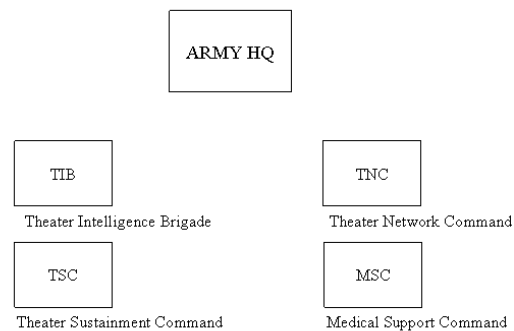 ARMY HQ
TIB
TNC
Theater Intelligence Brigade
Theater Network Command
TSC
MSC
Theater Sustainment Command
Medical Support Command